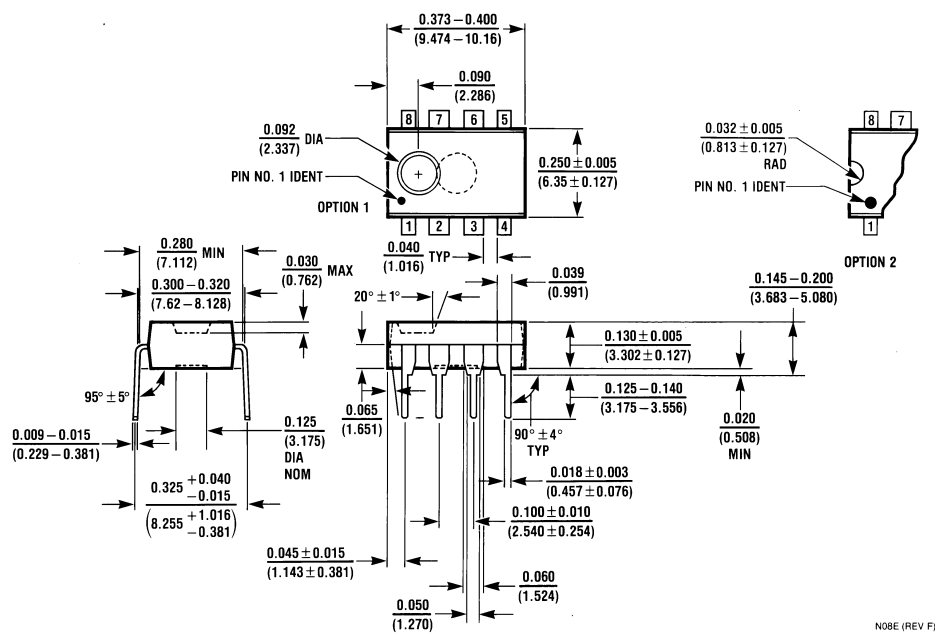 0.373 – 0.400
(9.474 – 10.16)
0.090
(2.286)
8 7 6 5
0.092 DIA
(2.337)
PIN NO. 1 IDENT
OPTION 1
0.250 ± 0.005
(6.35 ± 0.127)
1 2 3 4
0.032 ± 0.005
(0.813 ± 0.127)
RAD
PIN NO. 1 IDENT
8 7
1
OPTION 2
0.280 MIN
(7.112)
0.300 – 0.320
(7.62 – 8.128)
0.030 MAX
(0.762)
0.040 TYP
(1.016)
0.039
(0.991)
20° ± 1°
0.145 – 0.200
(3.683 – 5.080)
0.130 ± 0.005
(3.302 ± 0.127)
0.125 – 0.140
(3.175 – 3.556)
0.020
(0.508)
MIN
95° ± 5°
0.009 – 0.015
(0.229 – 0.381)
0.125
(3.175)
DIA
NOM
0.065
(1.651)
90° ± 4°
TYP
0.018 ± 0.003
(0.457 ± 0.076)
0.325 +0.040
–0.015
(8.255 +1.016
–0.381)
0.100 ± 0.010
(2.540 ± 0.254)
0.045 ± 0.015
(1.143 ± 0.381)
0.060
(1.524)
0.050
(1.270)
N08E (REV F)